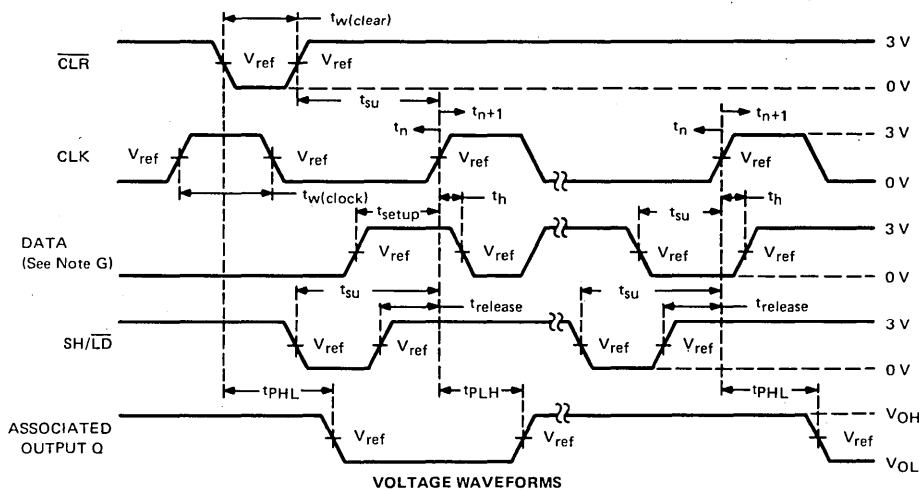 tw(clear)
CLR Vref Vref 3 V
0 V
tsu
tn+1 tn+1
tn tn
CLK Vref Vref Vref Vref 3 V
0 V
tw(clock)
th th
tsetup tsu
DATA
(See Note G)
Vref Vref Vref Vref 3 V
0 V
tsu trelease tsu trelease
SH/LD Vref Vref Vref Vref 3 V
0 V
tPHL tPLH tPHL
ASSOCIATED
OUTPUT Q
Vref Vref Vref VOH
VOL
VOLTAGE WAVEFORMS